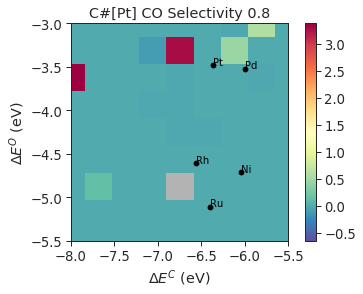 C#[Pt] CO Selectivity 0.8
−3.0
−3.5
−4.0
−4.5
−5.0
−5.5
ΔE^O (eV)
Pt
Pd
Rh
Ni
Ru
−8.0 −7.5 −7.0 −6.5 −6.0 −5.5
ΔE^C (eV)
3.0
2.5
2.0
1.5
1.0
0.5
0.0
−0.5